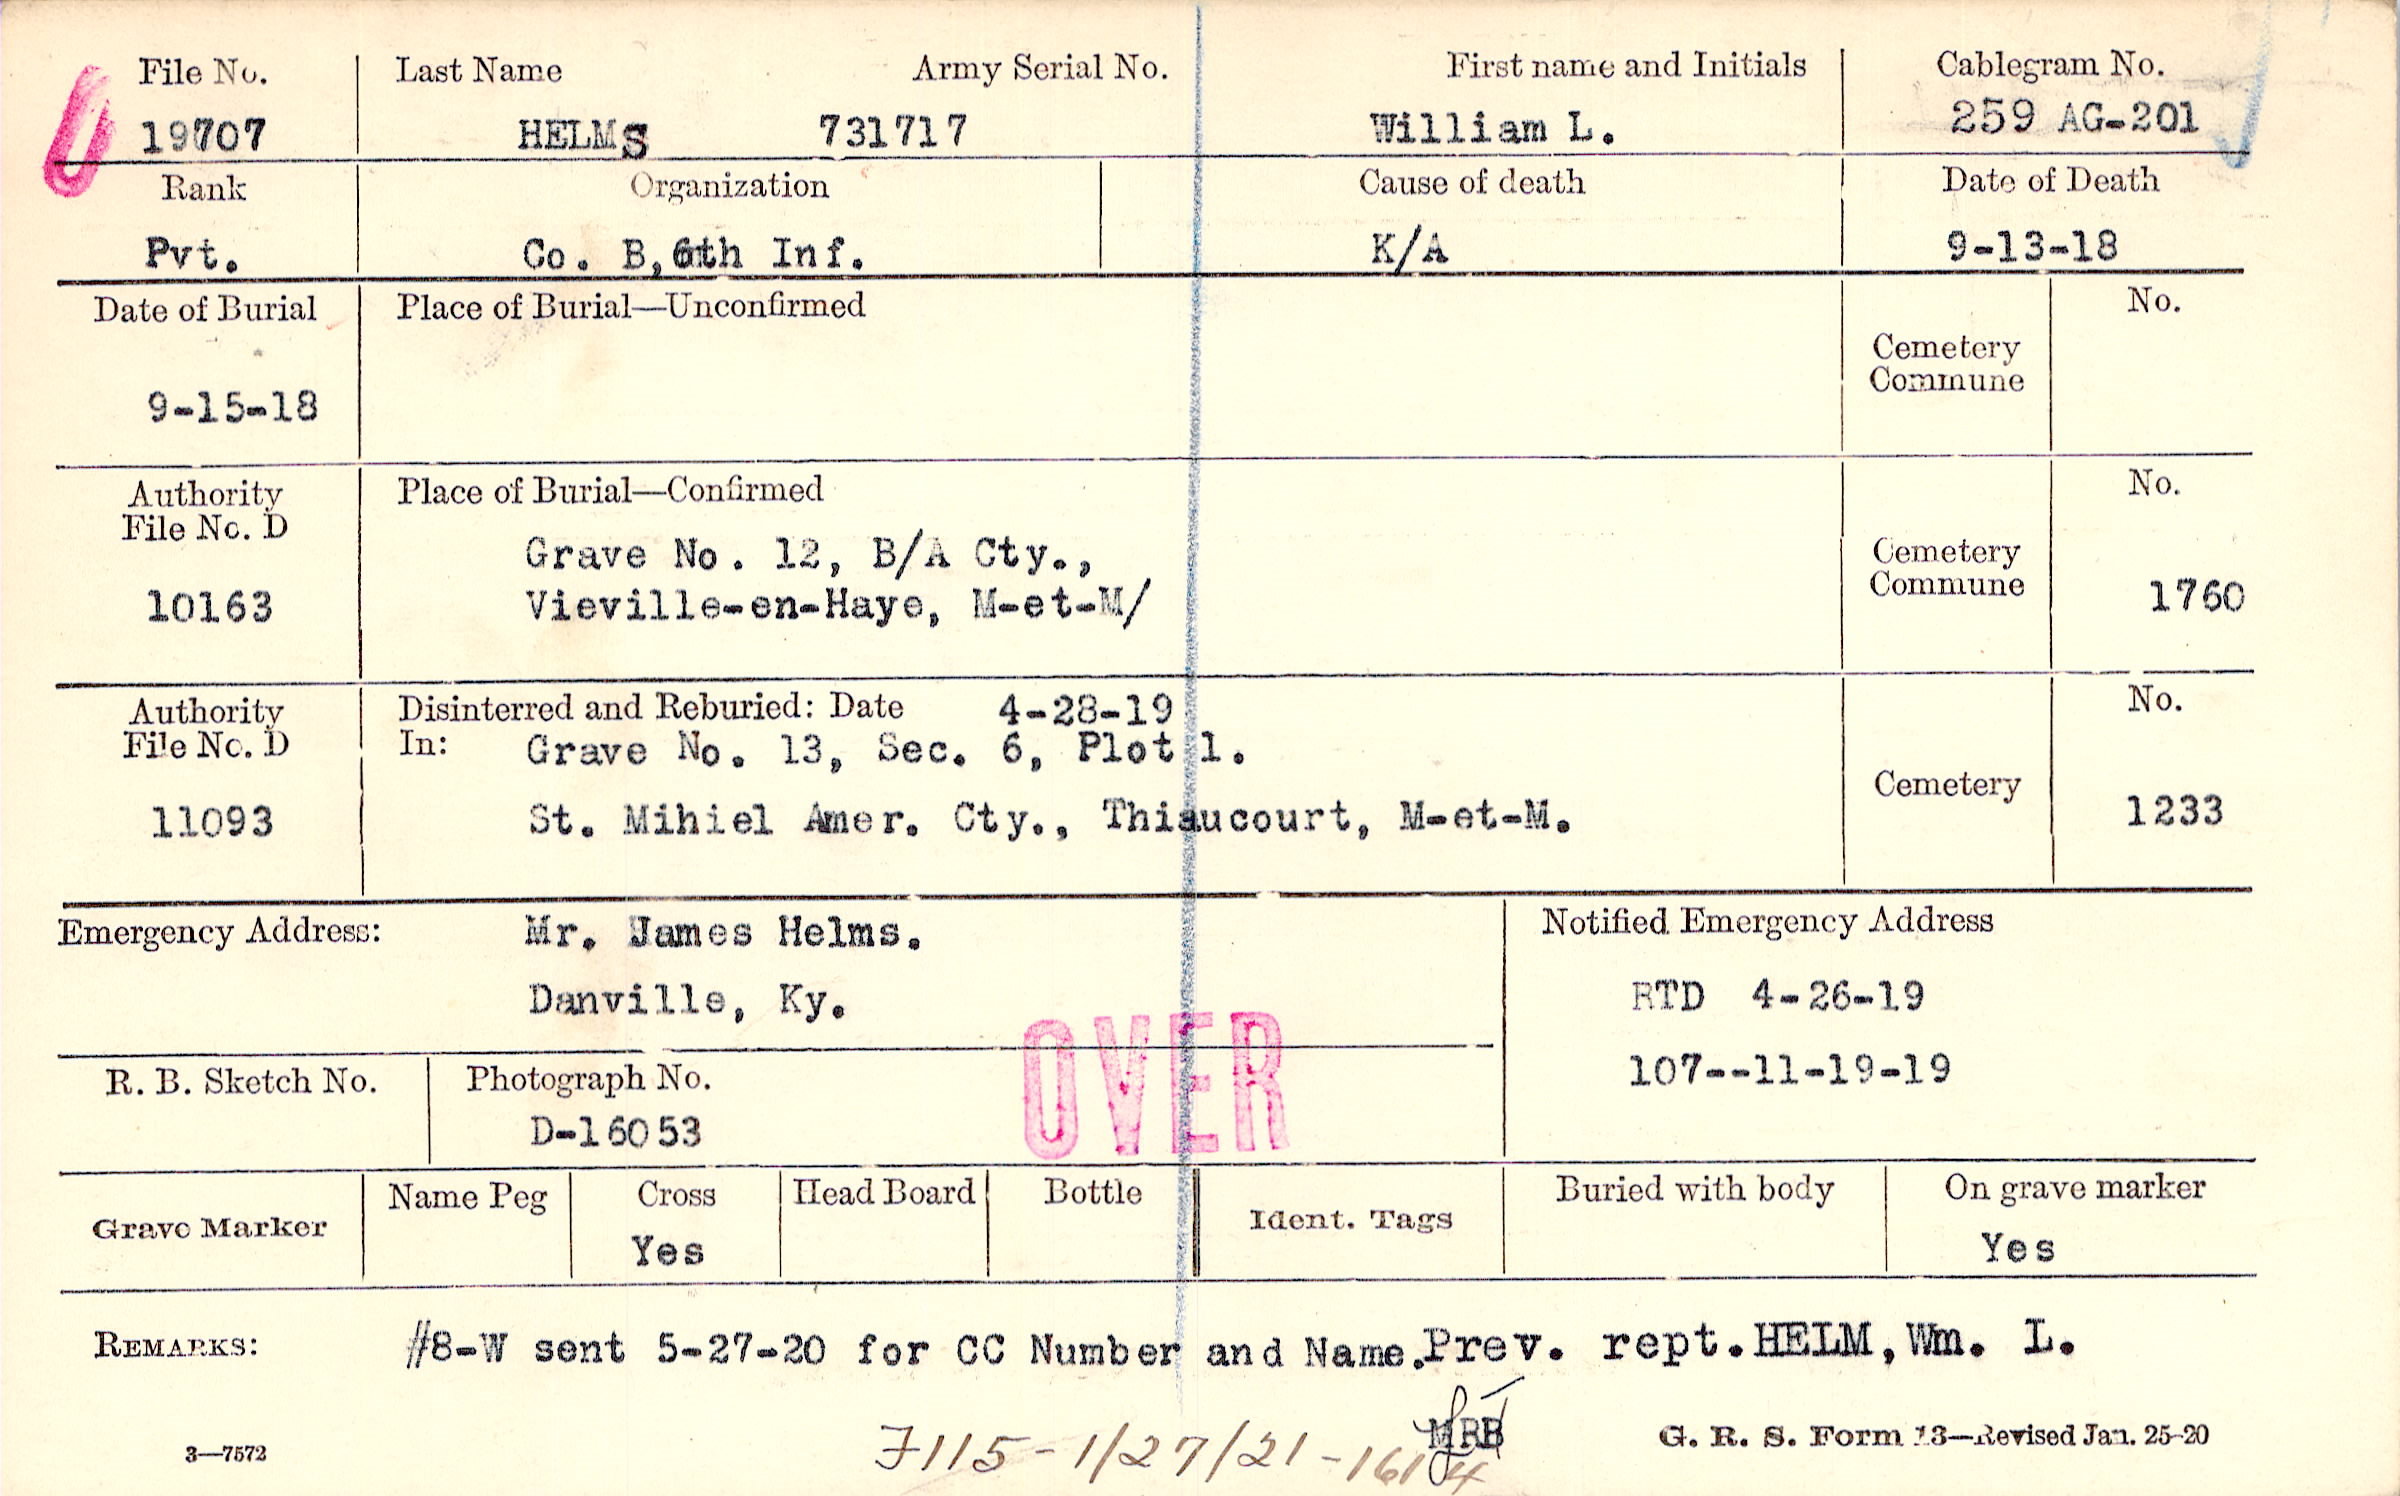 File No. Last Name Army Serial No. First name and Initials Cablegram No.
19707 HELMS 731717 William L. 259 AG-201
Rank Organization Cause of death Date of Death
Pvt. Co. B, 6th Inf. K/A 9-13-18
Date of Burial Place of Burial—Unconfirmed No.
Cemetery
Commune
9-15-18
Authority Place of Burial—Confirmed No.
File No. D
Grave No. 12, B/A Cty., Cemetery
Commune
10163 Vieville-en-Haye, M-et-M/ 1760
Authority Disinterred and Reburied: Date 4-28-19 No.
File No. D In: Grave No. 13, Sec. 6, Plot 1.
Cemetery
11093 St. Mihiel Amer. Cty., Thiaucourt, M-et-M. 1233
Emergency Address: Mr. James Helms. Notified Emergency Address
Danville, Ky. RTD 4-26-19
OVER
R. B. Sketch No. Photograph No. 107--11-19-19
D-16053
Name Peg Cross Head Board Bottle Buried with body On grave marker
Grave Marker Ident. Tags
Yes Yes
REMARKS: #8-W sent 5-27-20 for CC Number and Name. Prev. rept. HELM, Wm. L.
MRB
3—7572 G. R. S. Form 13—Revised Jan. 25-20
F115-1/27/21-1614